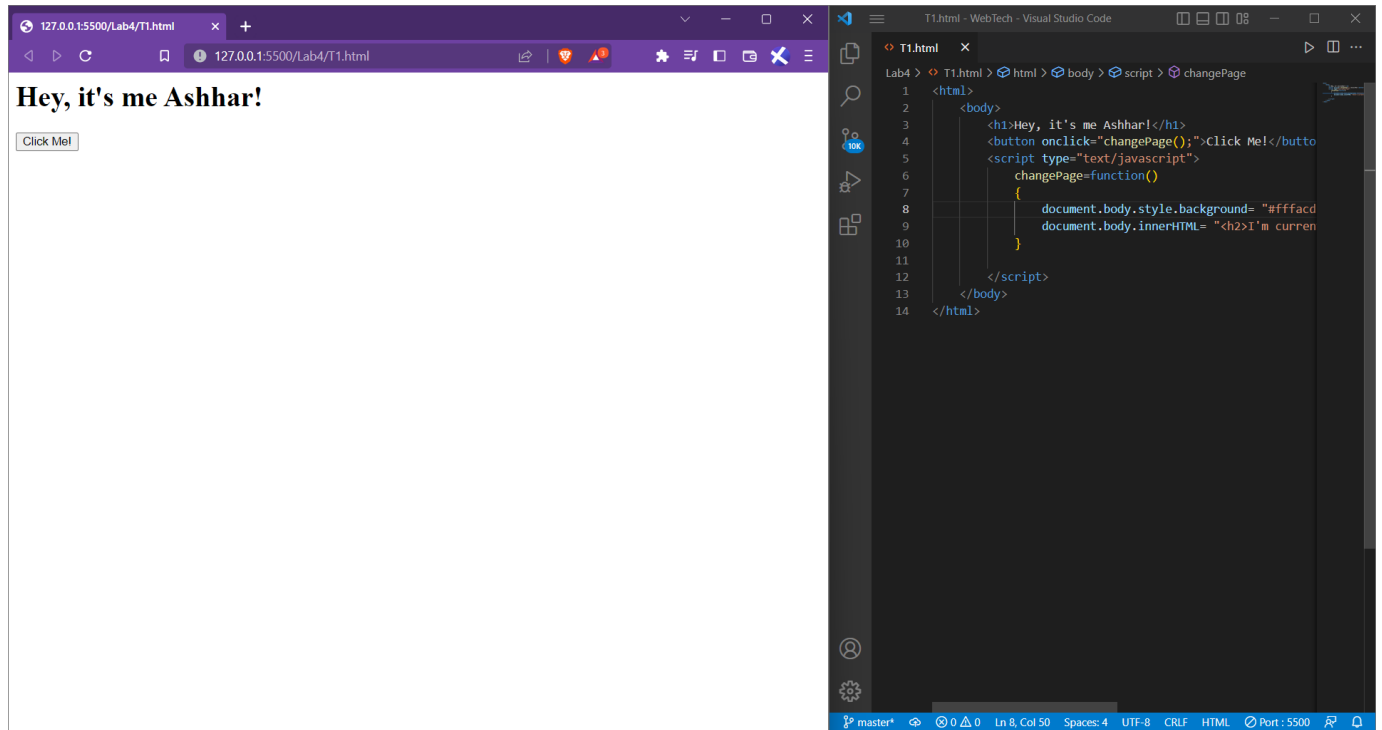 127.0.0.1:5500/Lab4/T1.html
127.0.0.1:5500/Lab4/T1.html
3
Hey, it's me Ashhar!
Click Me!
T1.html - WebTech - Visual Studio Code
T1.html
Lab4 > T1.html > html > body > script > changePage
10K
1 <html>
2 <body>
3 <h1>Hey, it's me Ashhar!</h1>
4 <button onclick="changePage();">Click Me!</butto
5 <script type="text/javascript">
6 changePage=function()
7 {
8 document.body.style.background= "#fffacd
9 document.body.innerHTML= "<h2>I'm curren
10 }
11
12 </script>
13 </body>
14 </html>
master* 0 0 Ln 8, Col 50 Spaces: 4 UTF-8 CRLF HTML Port : 5500